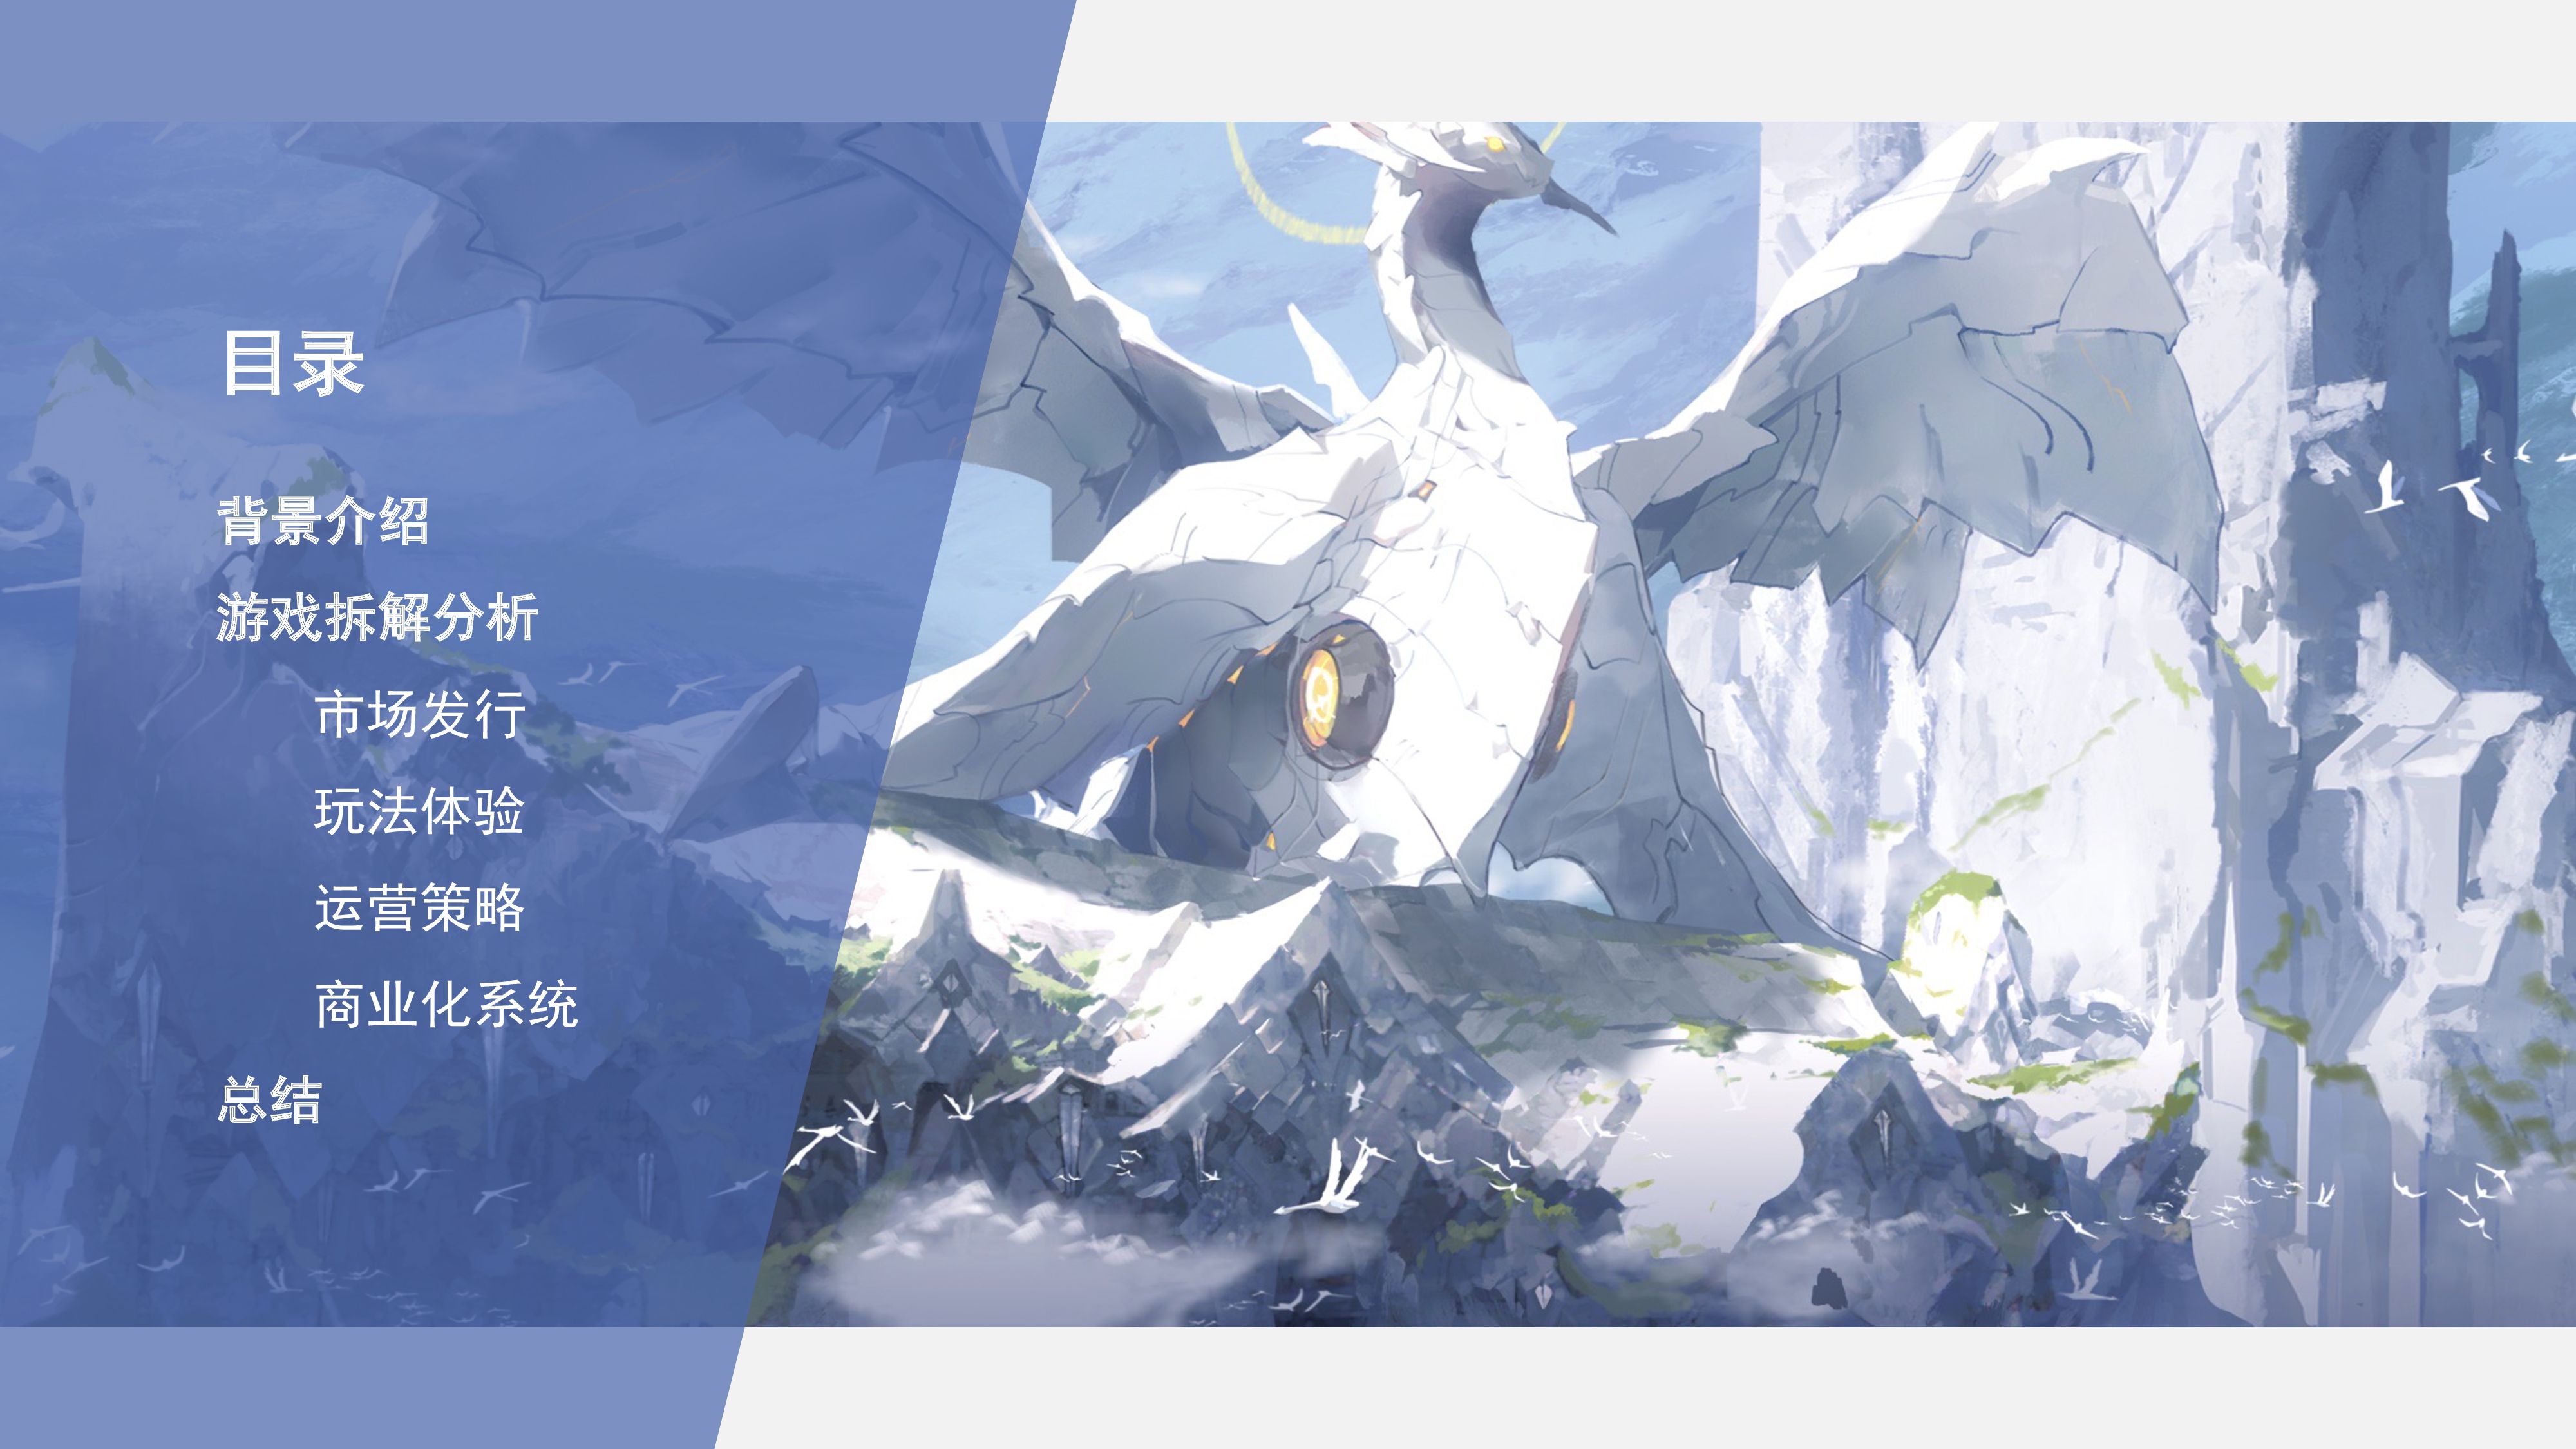 目录
背景介绍
游戏拆解分析
市场发行
玩法体验
运营策略
商业化系统
总结